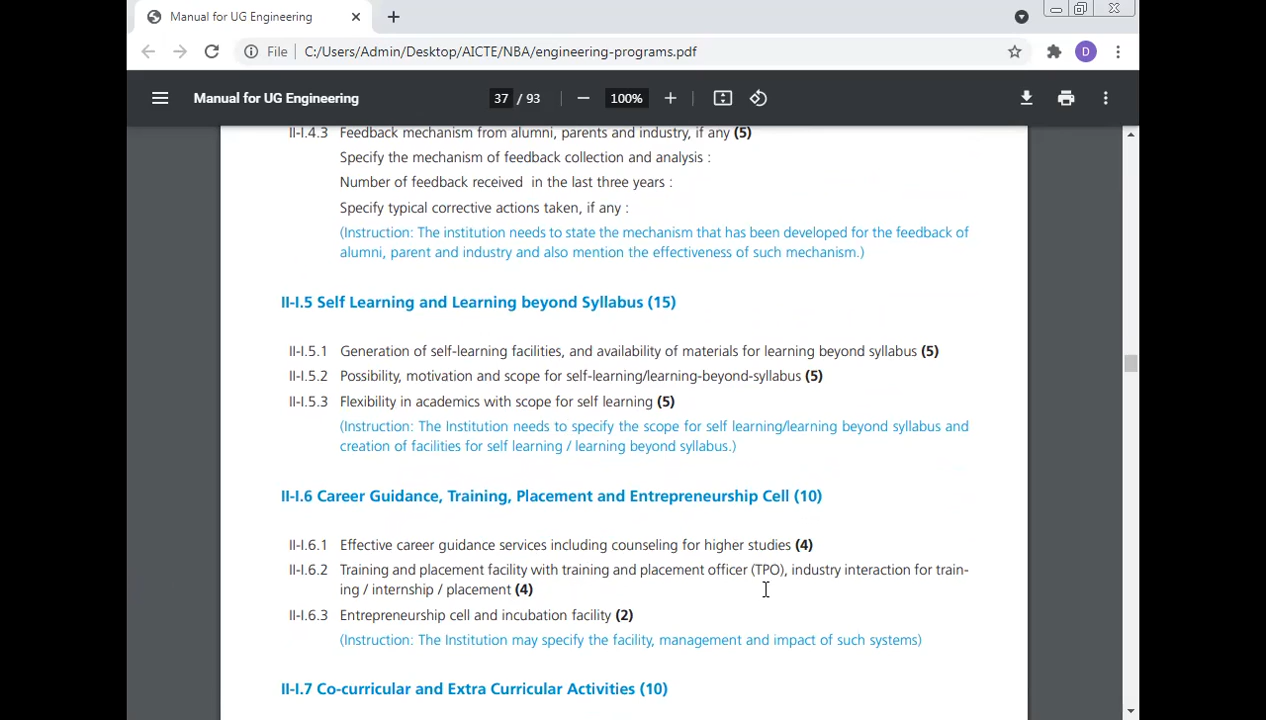 Manual for UG Engineering
File C:/Users/Admin/Desktop/AICTE/NBA/engineering-programs.pdf
D
Manual for UG Engineering
37 / 93
100%
II-I.4.3 Feedback mechanism from alumni, parents and industry, if any (5)
Specify the mechanism of feedback collection and analysis :
Number of feedback received in the last three years :
Specify typical corrective actions taken, if any :
(Instruction: The institution needs to state the mechanism that has been developed for the feedback of
alumni, parent and industry and also mention the effectiveness of such mechanism.)
II-I.5 Self Learning and Learning beyond Syllabus (15)
II-I.5.1 Generation of self-learning facilities, and availability of materials for learning beyond syllabus (5)
II-I.5.2 Possibility, motivation and scope for self-learning/learning-beyond-syllabus (5)
II-I.5.3 Flexibility in academics with scope for self learning (5)
(Instruction: The Institution needs to specify the scope for self learning/learning beyond syllabus and
creation of facilities for self learning / learning beyond syllabus.)
II-I.6 Career Guidance, Training, Placement and Entrepreneurship Cell (10)
II-I.6.1 Effective career guidance services including counseling for higher studies (4)
II-I.6.2 Training and placement facility with training and placement officer (TPO), industry interaction for train-
ing / internship / placement (4)
II-I.6.3 Entrepreneurship cell and incubation facility (2)
(Instruction: The Institution may specify the facility, management and impact of such systems)
II-I.7 Co-curricular and Extra Curricular Activities (10)